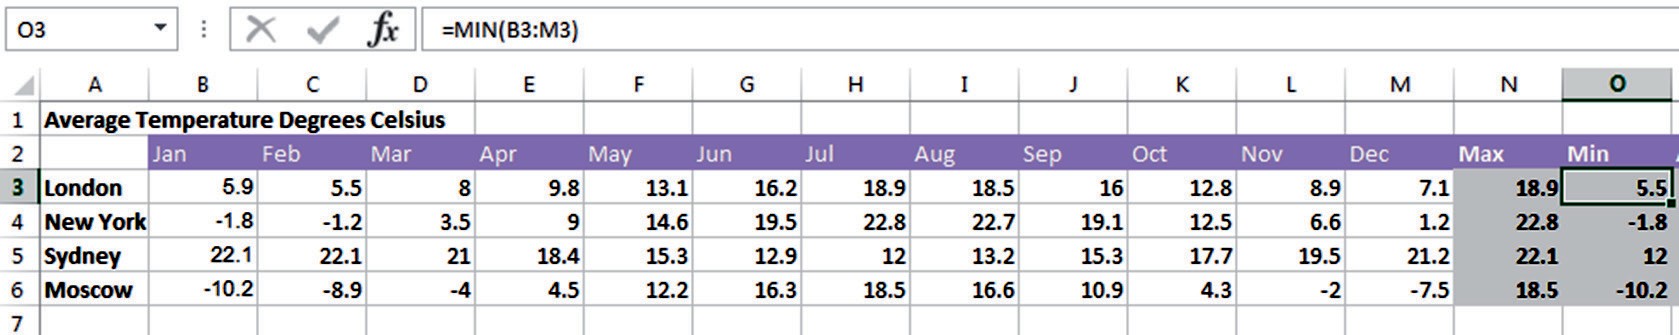 O3 fx =MIN(B3:M3)
A B C D E F G H I J K L M N O
1 Average Temperature Degrees Celsius
2 Jan Feb Mar Apr May Jun Jul Aug Sep Oct Nov Dec Max Min
3 London 5.9 5.5 8 9.8 13.1 16.2 18.9 18.5 16 12.8 8.9 7.1 18.9 5.5
4 New York -1.8 -1.2 3.5 9 14.6 19.5 22.8 22.7 19.1 12.5 6.6 1.2 22.8 -1.8
5 Sydney 22.1 22.1 21 18.4 15.3 12.9 12 13.2 15.3 17.7 19.5 21.2 22.1 12
6 Moscow -10.2 -8.9 -4 4.5 12.2 16.3 18.5 16.6 10.9 4.3 -2 -7.5 18.5 -10.2
7